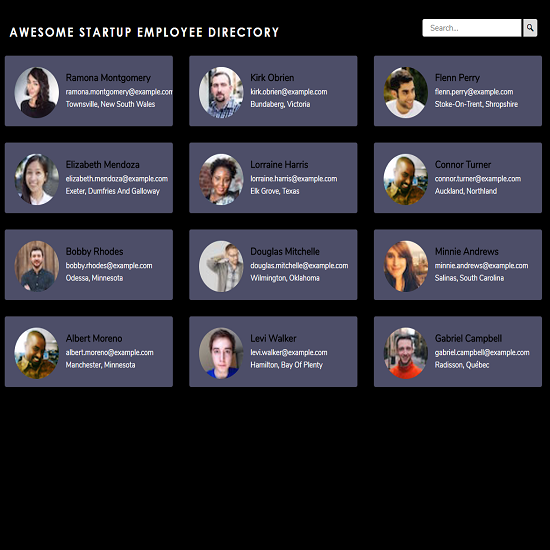 AWESOME STARTUP EMPLOYEE DIRECTORY
Search...
Ramona Montgomery
ramona.montgomery@example.com
Townsville, New South Wales
Kirk Obrien
kirk.obrien@example.com
Bundaberg, Victoria
Flenn Perry
flenn.perry@example.com
Stoke-On-Trent, Shropshire
Elizabeth Mendoza
elizabeth.mendoza@example.com
Exeter, Dumfries And Galloway
Lorraine Harris
lorraine.harris@example.com
Elk Grove, Texas
Connor Turner
connor.turner@example.com
Auckland, Northland
Bobby Rhodes
bobby.rhodes@example.com
Odessa, Minnesota
Douglas Mitchelle
douglas.mitchelle@example.com
Wilmington, Oklahoma
Minnie Andrews
minnie.andrews@example.com
Salinas, South Carolina
Albert Moreno
albert.moreno@example.com
Manchester, Minnesota
Levi Walker
levi.walker@example.com
Hamilton, Bay Of Plenty
Gabriel Campbell
gabriel.campbell@example.com
Radisson, Québec